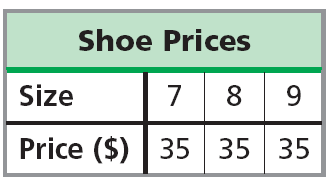 Shoe Prices
Size 7 8 9
Price ($) 35 35 35